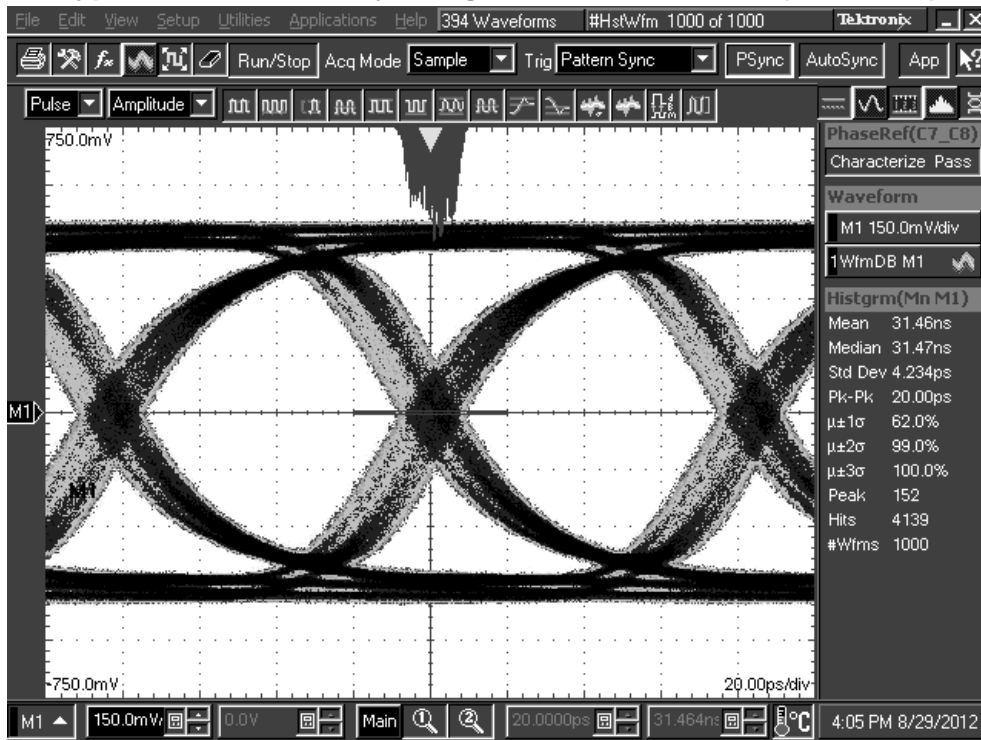 File Edit View Setup Utilities Applications Help 394 Waveforms #HstWfm 1000 of 1000 Tektronix
Run/Stop Acq Mode Sample Trig Pattern Sync PSync AutoSync App
Pulse Amplitude
750.0mV
PhaseRef(C7_C8)
Characterize Pass
Waveform
M1 150.0mV/div
1WfmDB M1
Histgrm(Mn M1)
Mean 31.46ns
Median 31.47ns
Std Dev 4.234ps
Pk-Pk 20.00ps
µ±1σ 62.0%
µ±2σ 99.0%
µ±3σ 100.0%
Peak 152
Hits 4139
#Wfms 1000
M1
M1
-750.0mV 20.00ps/div
M1 150.0mV/ 0.0V Main 1 2 20.0000ps 31.464ns °C 4:05 PM 8/29/2012